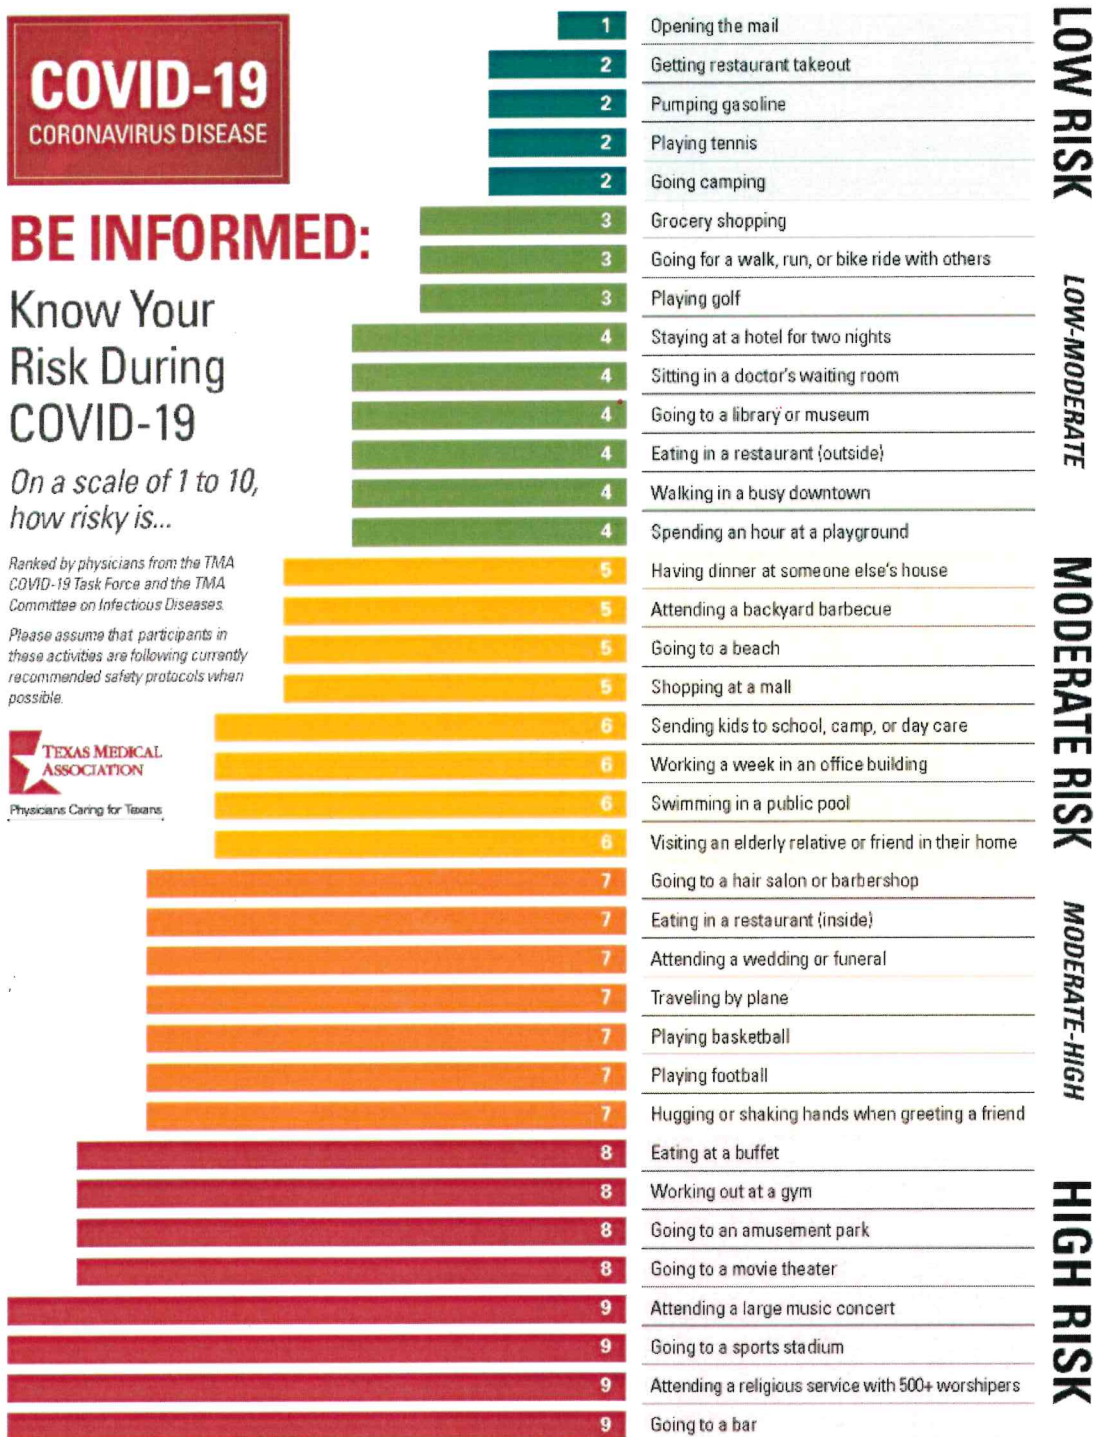 COVID-19
CORONAVIRUS DISEASE
BE INFORMED:
Know Your
Risk During
COVID-19
On a scale of 1 to 10,
how risky is...
Ranked by physicians from the TMA
COVID-19 Task Force and the TMA
Committee on Infectious Diseases.
Please assume that participants in
these activities are following currently
recommended safety protocols when
possible.
TEXAS MEDICAL
ASSOCIATION
Physicians Caring for Texans
1 Opening the mail
2 Getting restaurant takeout
2 Pumping gasoline
2 Playing tennis
2 Going camping
3 Grocery shopping
3 Going for a walk, run, or bike ride with others
3 Playing golf
4 Staying at a hotel for two nights
4 Sitting in a doctor's waiting room
4 Going to a library or museum
4 Eating in a restaurant (outside)
4 Walking in a busy downtown
4 Spending an hour at a playground
5 Having dinner at someone else's house
5 Attending a backyard barbecue
5 Going to a beach
5 Shopping at a mall
6 Sending kids to school, camp, or day care
6 Working a week in an office building
6 Swimming in a public pool
6 Visiting an elderly relative or friend in their home
7 Going to a hair salon or barbershop
7 Eating in a restaurant (inside)
7 Attending a wedding or funeral
7 Traveling by plane
7 Playing basketball
7 Playing football
7 Hugging or shaking hands when greeting a friend
8 Eating at a buffet
8 Working out at a gym
8 Going to an amusement park
8 Going to a movie theater
9 Attending a large music concert
9 Going to a sports stadium
9 Attending a religious service with 500+ worshipers
9 Going to a bar
LOW RISK
LOW-MODERATE
MODERATE RISK
MODERATE-HIGH
HIGH RISK